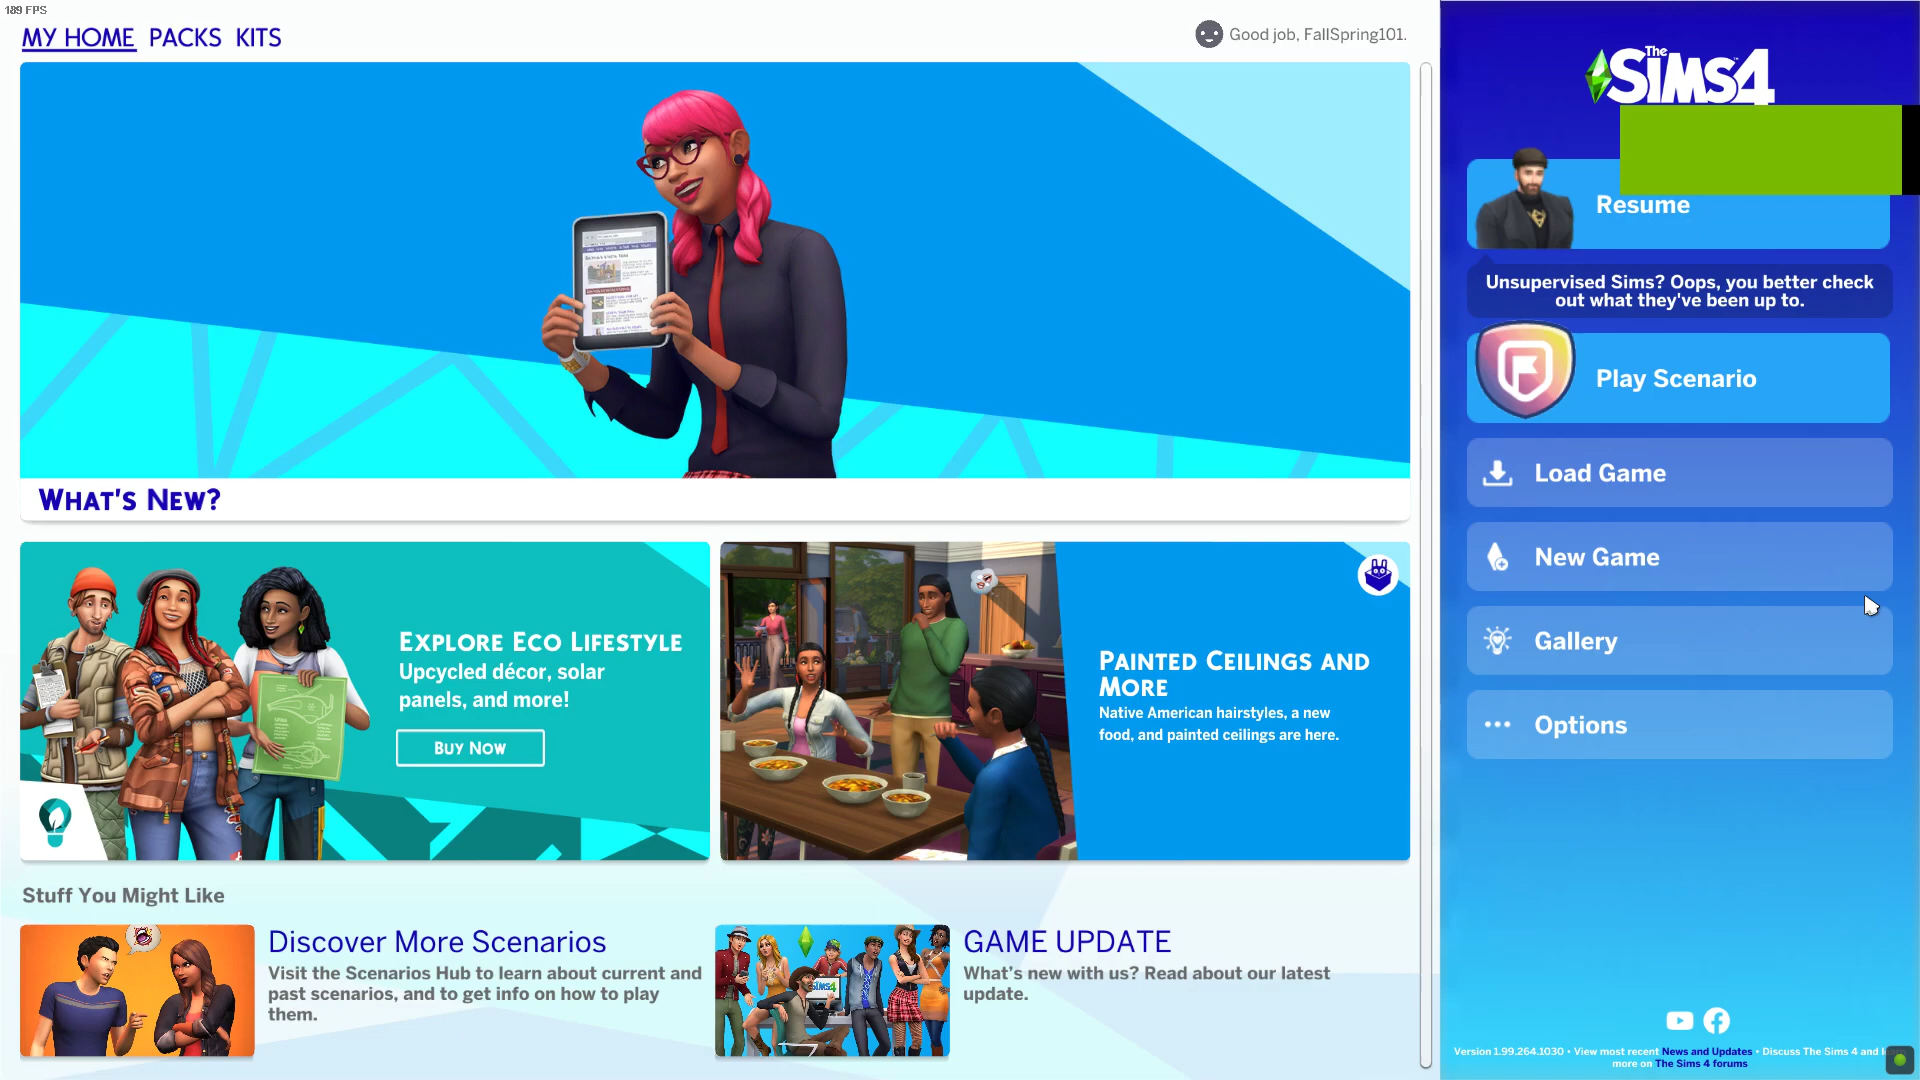 189 FPS
MY HOME PACKS KITS
Good job, FallSpring101.
WHAT'S NEW?
EXPLORE ECO LIFESTYLE
Upcycled décor, solar
panels, and more!
BUY NOW
PAINTED CEILINGS AND
MORE
Native American hairstyles, a new
food, and painted ceilings are here.
Stuff You Might Like
Discover More Scenarios
Visit the Scenarios Hub to learn about current and
past scenarios, and to get info on how to play
them.
SIMS4
GAME UPDATE
What's new with us? Read about our latest
update.
The SIMS4
Resume
Unsupervised Sims? Oops, you better check
out what they've been up to.
Play Scenario
Load Game
New Game
Gallery
Options
Version 1.99.264.1030 • View most recent News and Updates • Discuss The Sims 4 and
more on The Sims 4 forums